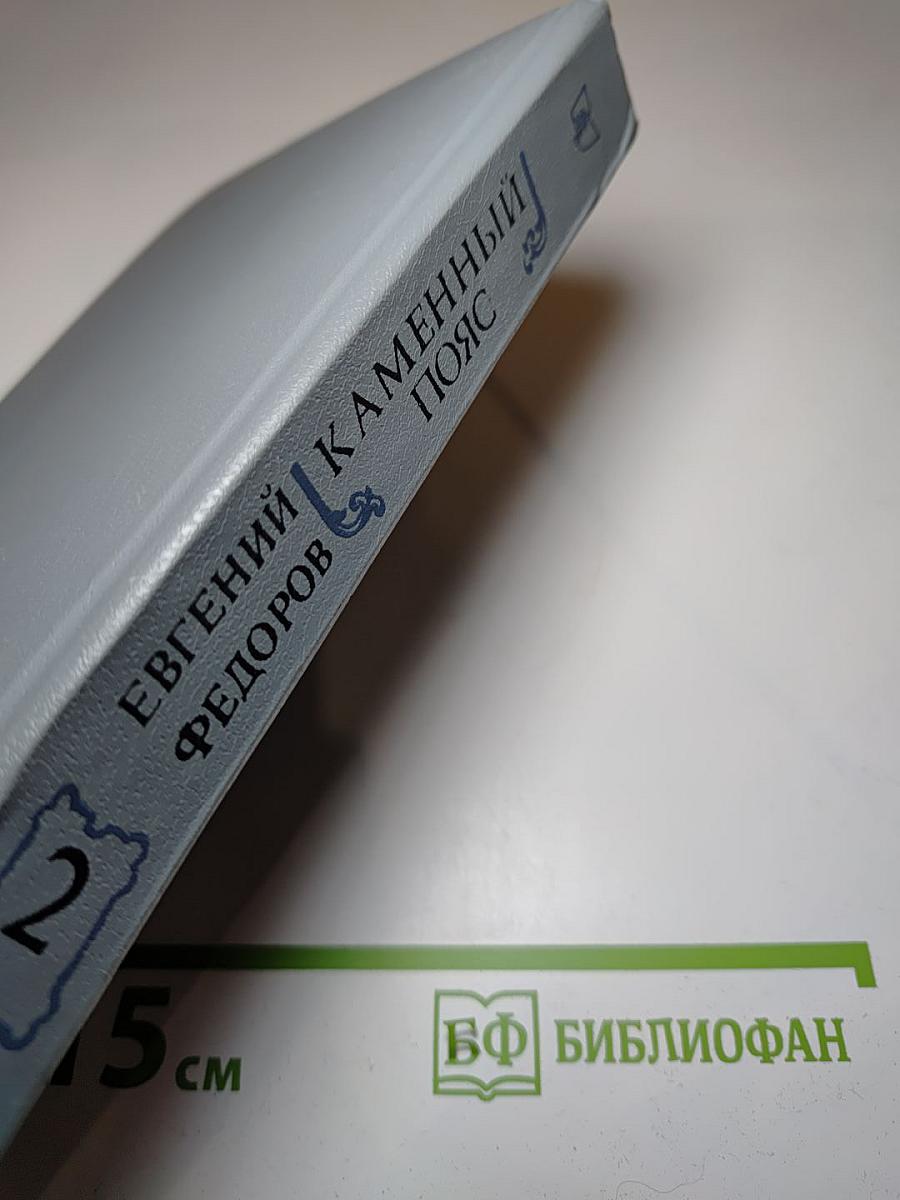 ЕВГЕНИЙ
ФЕДОРОВ
КАМЕННЫЙ
ПОЯС
2
15 см
БФ БИБЛИОФАН